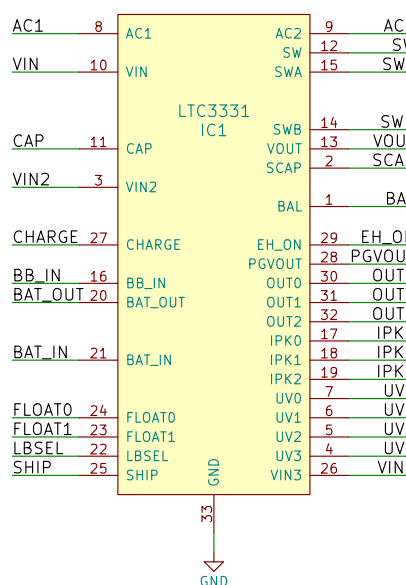 AC1 8 AC1 AC2 9 AC
SW 12 SW
VIN 10 VIN SWA 15 SW
LTC3331
IC1
SWB 14 SW
CAP 11 CAP VOUT 13 VOU
SCAP 2 SCA
VIN2 3 VIN2
BAL 1 BA
CHARGE 27 CHARGE EH_ON 29 EH_ON
PGVOUT 28 PGVOU
BB_IN 16 BB_IN OUT0 30 OUT
BAT_OUT 20 BAT_OUT OUT1 31 OUT
OUT2 32 OUT
IPK0 17 IPK
BAT_IN 21 BAT_IN IPK1 18 IPK
IPK2 19 IPK
UV0 7 UV
FLOAT0 24 FLOAT0 UV1 6 UV
FLOAT1 23 FLOAT1 UV2 5 UV
LBSEL 22 LBSEL UV3 4 UV
SHIP 25 SHIP VIN3 26 VIN
GND
33
GND